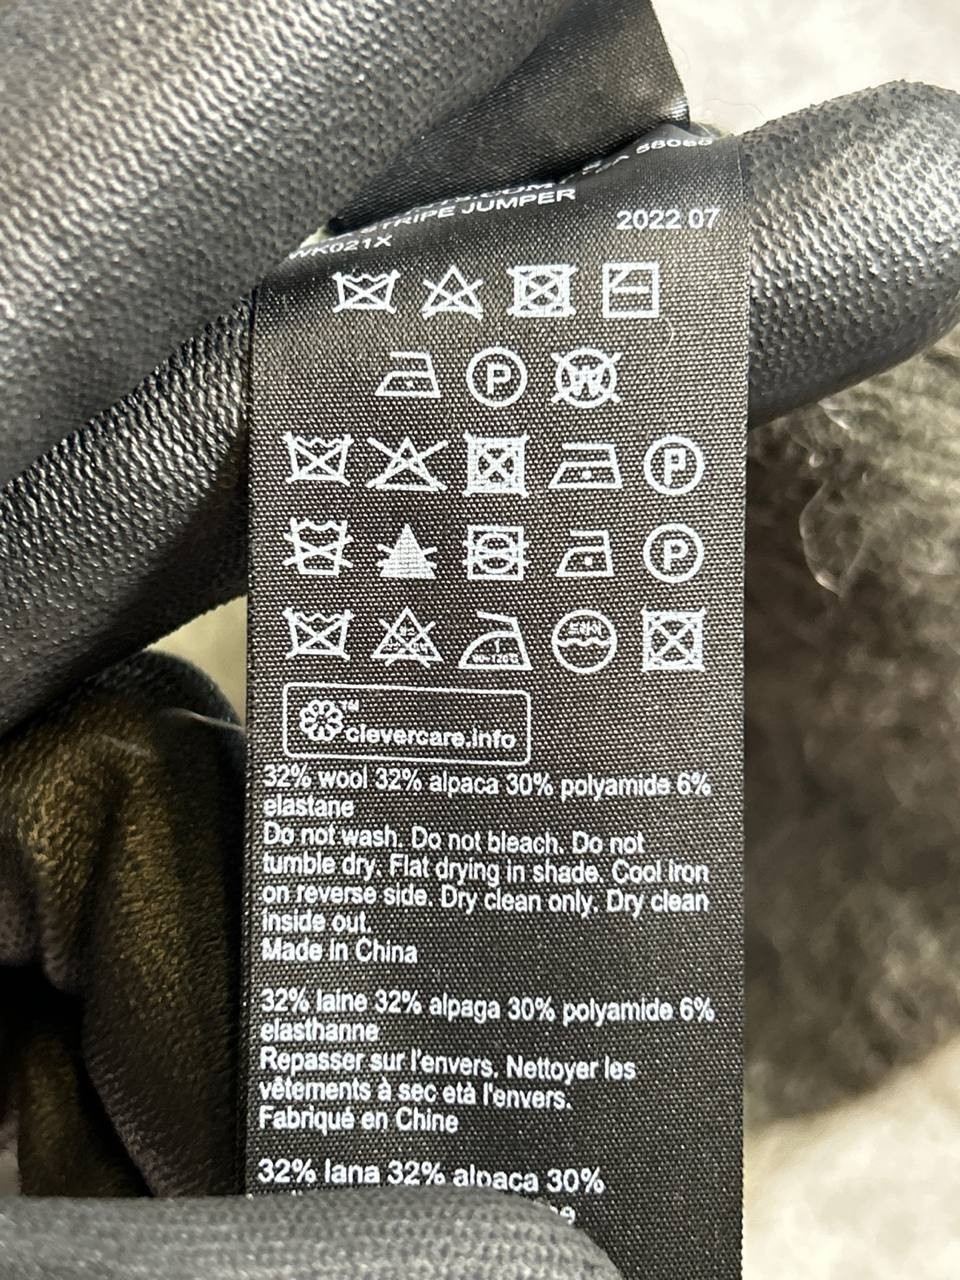 58068
STRIPE JUMPER
2022.07
WK021X
P
W
P
P
TM
clevercare.info
32% wool 32% alpaca 30% polyamide 6%
elastane
Do not wash. Do not bleach. Do not
tumble dry. Flat drying in shade. Cool iron
on reverse side. Dry clean only. Dry clean
inside out.
Made in China
32% laine 32% alpaga 30% polyamide 6%
elasthanne
Repasser sur l'envers. Nettoyer les
vêtements à sec età l'envers.
Fabriqué en Chine
32% lana 32% alpaca 30%